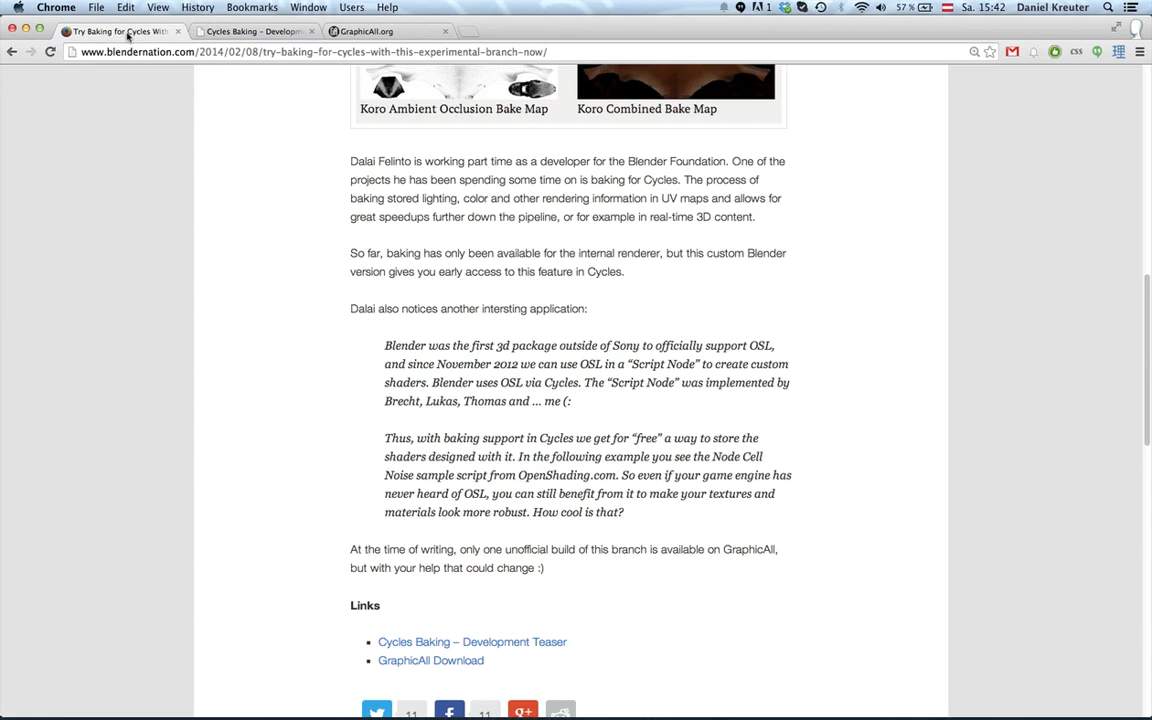 Chrome File Edit View History Bookmarks Window Users Help 1 57 % Sa. 15:42 Daniel Kreuter
Try Baking for Cycles With Cycles Baking – Developm GraphicAll.org
www.blendernation.com/2014/02/08/try-baking-for-cycles-with-this-experimental-branch-now/ CSS
Koro Ambient Occlusion Bake Map Koro Combined Bake Map
Dalai Felinto is working part time as a developer for the Blender Foundation. One of the
projects he has been spending some time on is baking for Cycles. The process of
baking stored lighting, color and other rendering information in UV maps and allows for
great speedups further down the pipeline, or for example in real-time 3D content.
So far, baking has only been available for the internal renderer, but this custom Blender
version gives you early access to this feature in Cycles.
Dalai also notices another intersting application:
Blender was the first 3d package outside of Sony to officially support OSL,
and since November 2012 we can use OSL in a “Script Node” to create custom
shaders. Blender uses OSL via Cycles. The “Script Node” was implemented by
Brecht, Lukas, Thomas and ... me (:
Thus, with baking support in Cycles we get for “free” a way to store the
shaders designed with it. In the following example you see the Node Cell
Noise sample script from OpenShading.com. So even if your game engine has
never heard of OSL, you can still benefit from it to make your textures and
materials look more robust. How cool is that?
At the time of writing, only one unofficial build of this branch is available on GraphicAll,
but with your help that could change :)
Links
Cycles Baking – Development Teaser
GraphicAll Download
11 11 g+